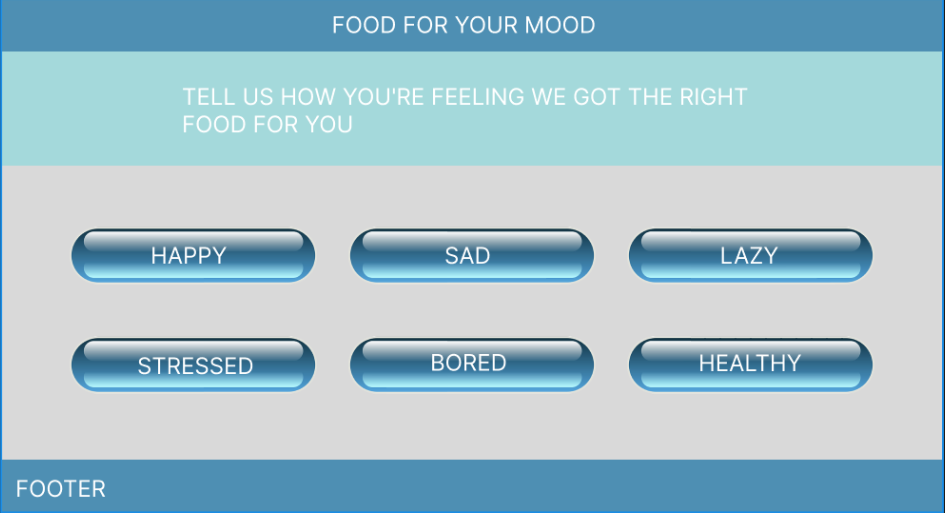 FOOD FOR YOUR MOOD
TELL US HOW YOU'RE FEELING WE GOT THE RIGHT
FOOD FOR YOU
HAPPY
SAD
LAZY
STRESSED
BORED
HEALTHY
FOOTER